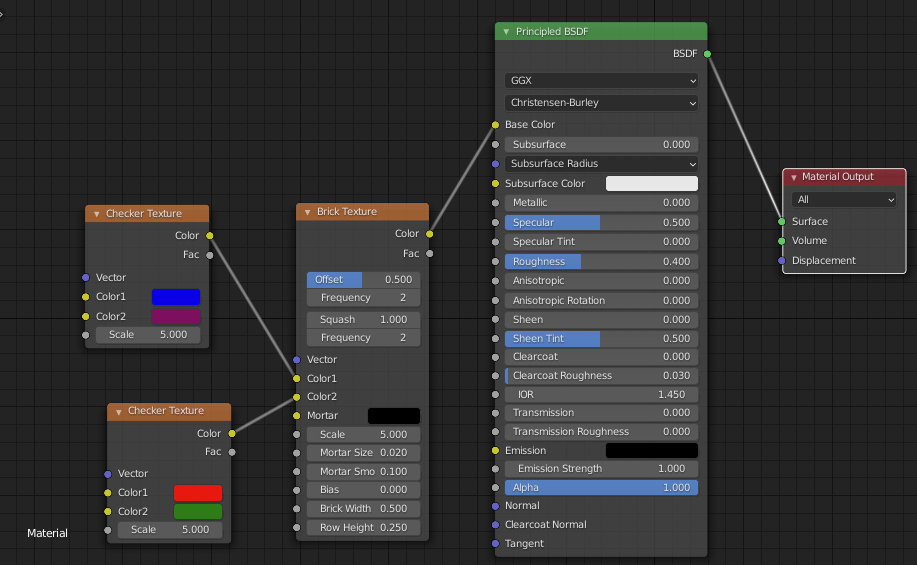 Checker Texture
Color
Fac
Vector
Color1
Color2
Scale 5.000
Checker Texture
Color
Fac
Vector
Color1
Color2
Scale 5.000
Material
Brick Texture
Color
Fac
Offset 0.500
Frequency 2
Squash 1.000
Frequency 2
Vector
Color1
Color2
Mortar
Scale 5.000
Mortar Size 0.020
Mortar Smo 0.100
Bias 0.000
Brick Width 0.500
Row Height 0.250
Principled BSDF
BSDF
GGX
Christensen-Burley
Base Color
Subsurface 0.000
Subsurface Radius
Subsurface Color
Metallic 0.000
Specular 0.500
Specular Tint 0.000
Roughness 0.400
Anisotropic 0.000
Anisotropic Rotation 0.000
Sheen 0.000
Sheen Tint 0.500
Clearcoat 0.000
Clearcoat Roughness 0.030
IOR 1.450
Transmission 0.000
Transmission Roughness 0.000
Emission
Emission Strength 1.000
Alpha 1.000
Normal
Clearcoat Normal
Tangent
Material Output
All
Surface
Volume
Displacement